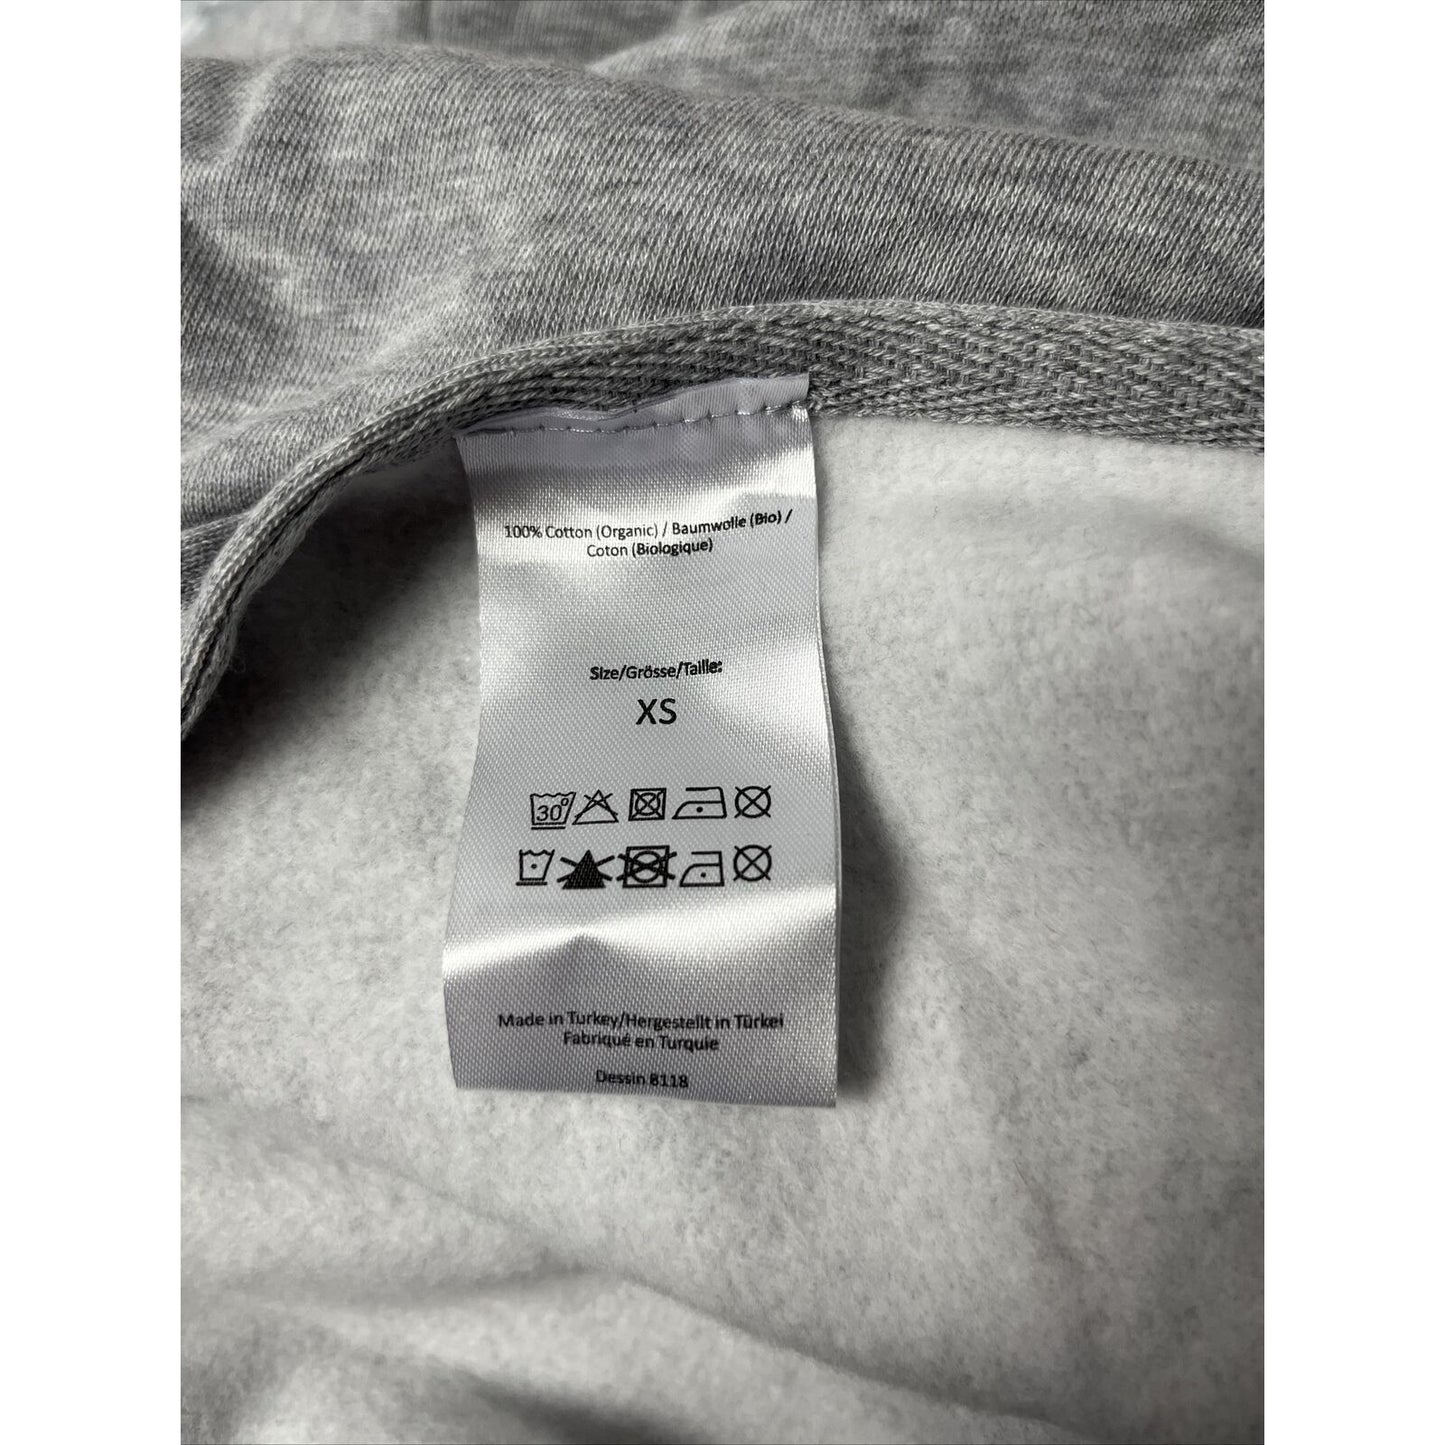 100% Cotton (Organic) / Baumwolle (Bio) /
Coton (Biologique)
Size/Grösse/Taille:
XS
30°
Made in Turkey/Hergestellt in Türkei
Fabriqué en Turquie
Dessin 8118